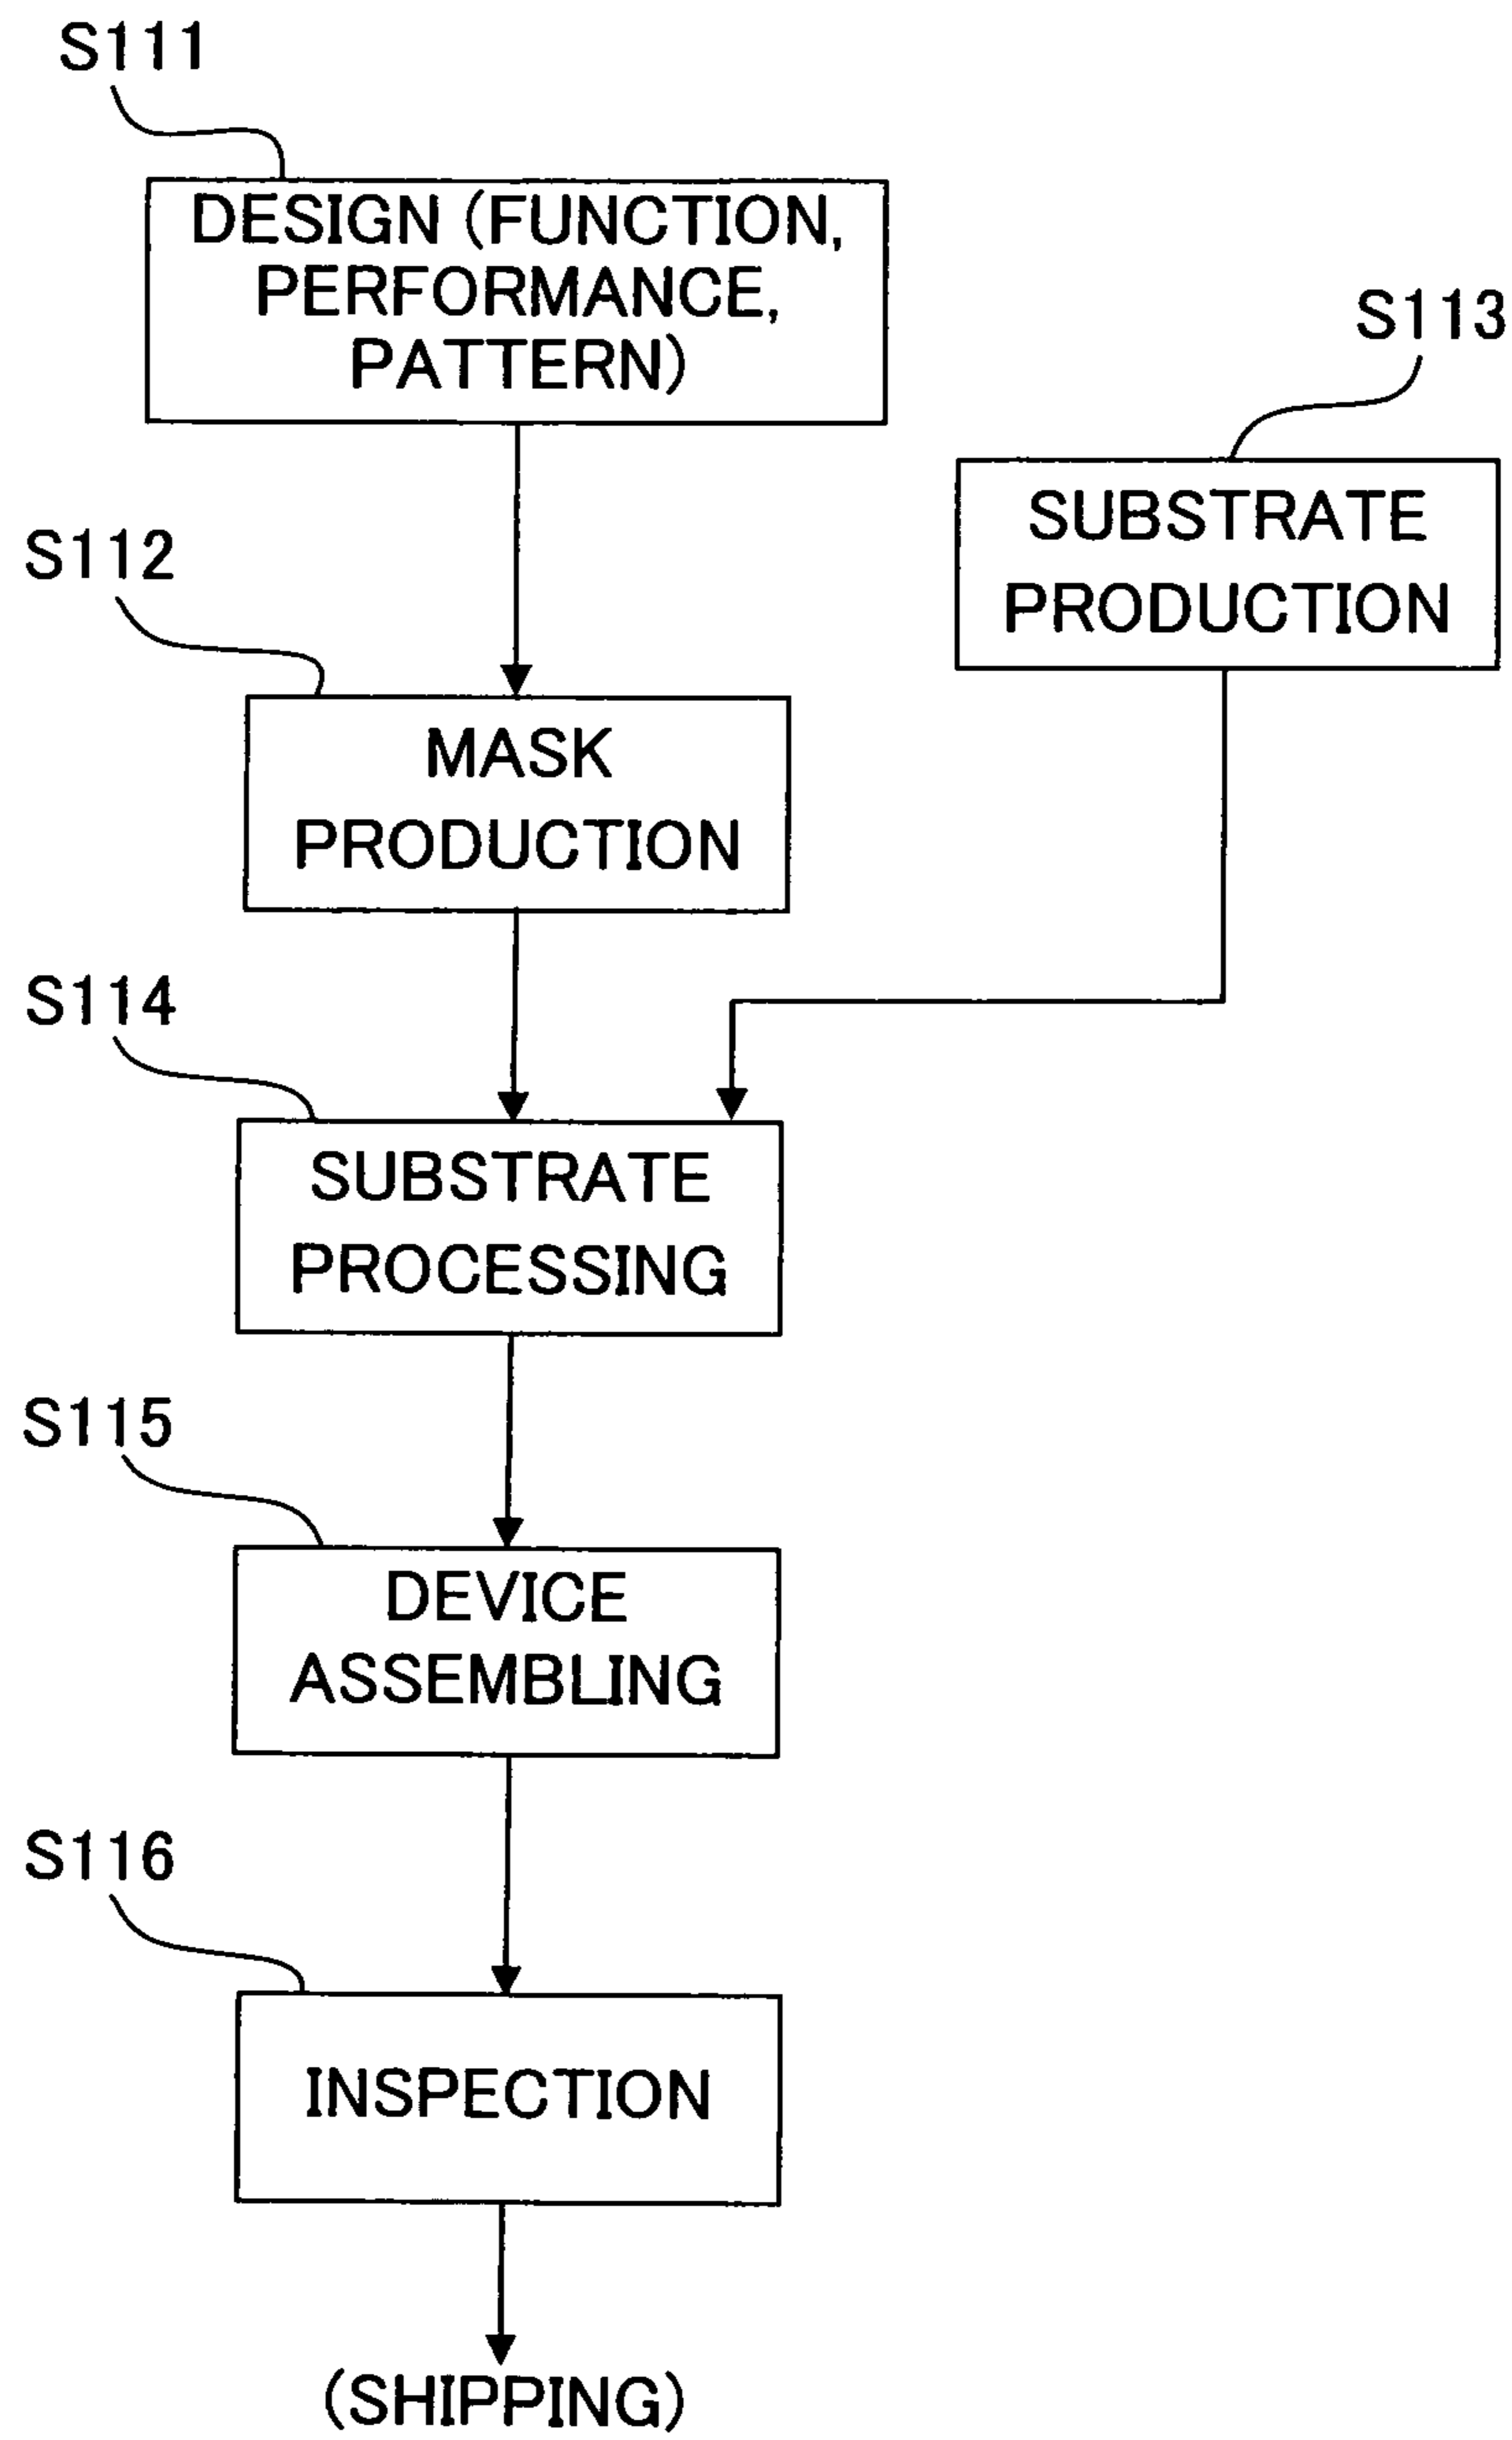 S111
DESIGN (FUNCTION,
PERFORMANCE,
PATTERN)
S113
SUBSTRATE
PRODUCTION
S112
MASK
PRODUCTION
S114
SUBSTRATE
PROCESSING
S115
DEVICE
ASSEMBLING
S116
INSPECTION
(SHIPPING)